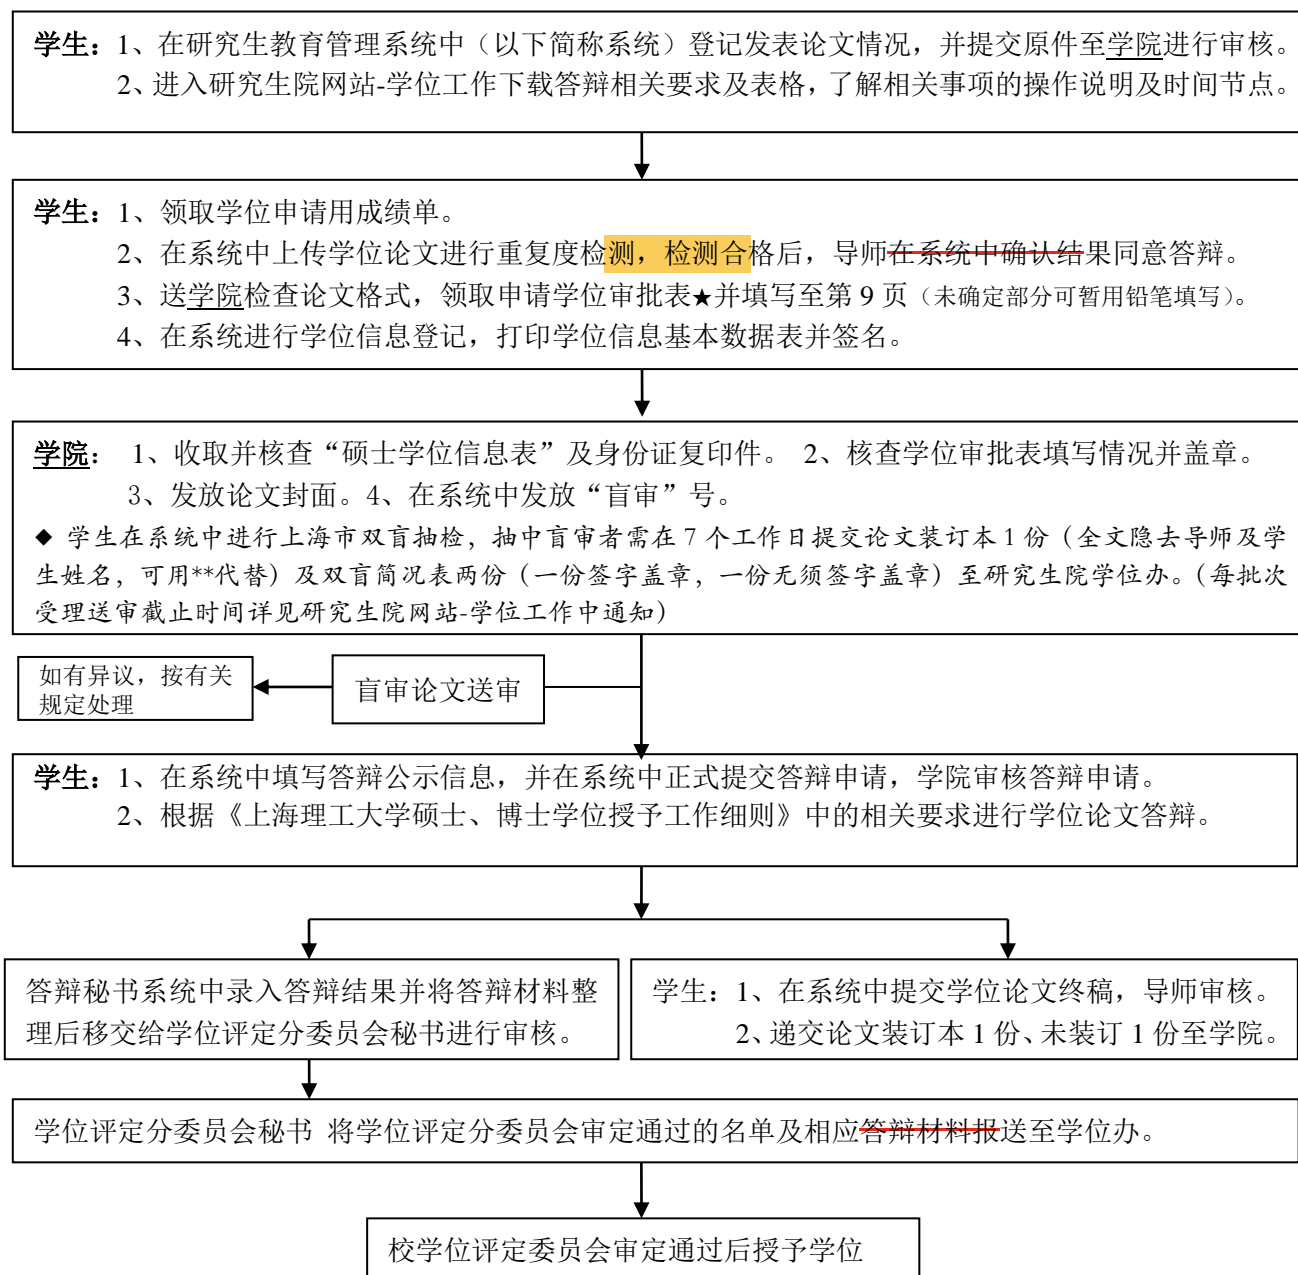 学生：1、在研究生教育管理系统中（以下简称系统）登记发表论文情况，并提交原件至学院进行审核。
2、进入研究生院网站-学位工作下载答辩相关要求及表格，了解相关事项的操作说明及时间节点。
学生：1、领取学位申请用成绩单。
2、在系统中上传学位论文进行重复度检测，检测合格后，导师在系统中确认结果同意答辩。
3、送学院检查论文格式，领取申请学位审批表★并填写至第 9 页（未确定部分可暂用铅笔填写）。
4、在系统进行学位信息登记，打印学位信息基本数据表并签名。
学院： 1、收取并核查“硕士学位信息表”及身份证复印件。 2、核查学位审批表填写情况并盖章。
3、发放论文封面。4、在系统中发放“盲审”号。
◆ 学生在系统中进行上海市双盲抽检，抽中盲审者需在 7 个工作日提交论文装订本 1 份（全文隐去导师及学
生姓名，可用**代替）及双盲简况表两份（一份签字盖章，一份无须签字盖章）至研究生院学位办。（每批次
受理送审截止时间详见研究生院网站-学位工作中通知）
如有异议，按有关
规定处理
盲审论文送审
学生：1、在系统中填写答辩公示信息，并在系统中正式提交答辩申请，学院审核答辩申请。
2、根据《上海理工大学硕士、博士学位授予工作细则》中的相关要求进行学位论文答辩。
答辩秘书系统中录入答辩结果并将答辩材料整
理后移交给学位评定分委员会秘书进行审核。
学生：1、在系统中提交学位论文终稿，导师审核。
2、递交论文装订本 1 份、未装订 1 份至学院。
学位评定分委员会秘书 将学位评定分委员会审定通过的名单及相应答辩材料报送至学位办。
校学位评定委员会审定通过后授予学位